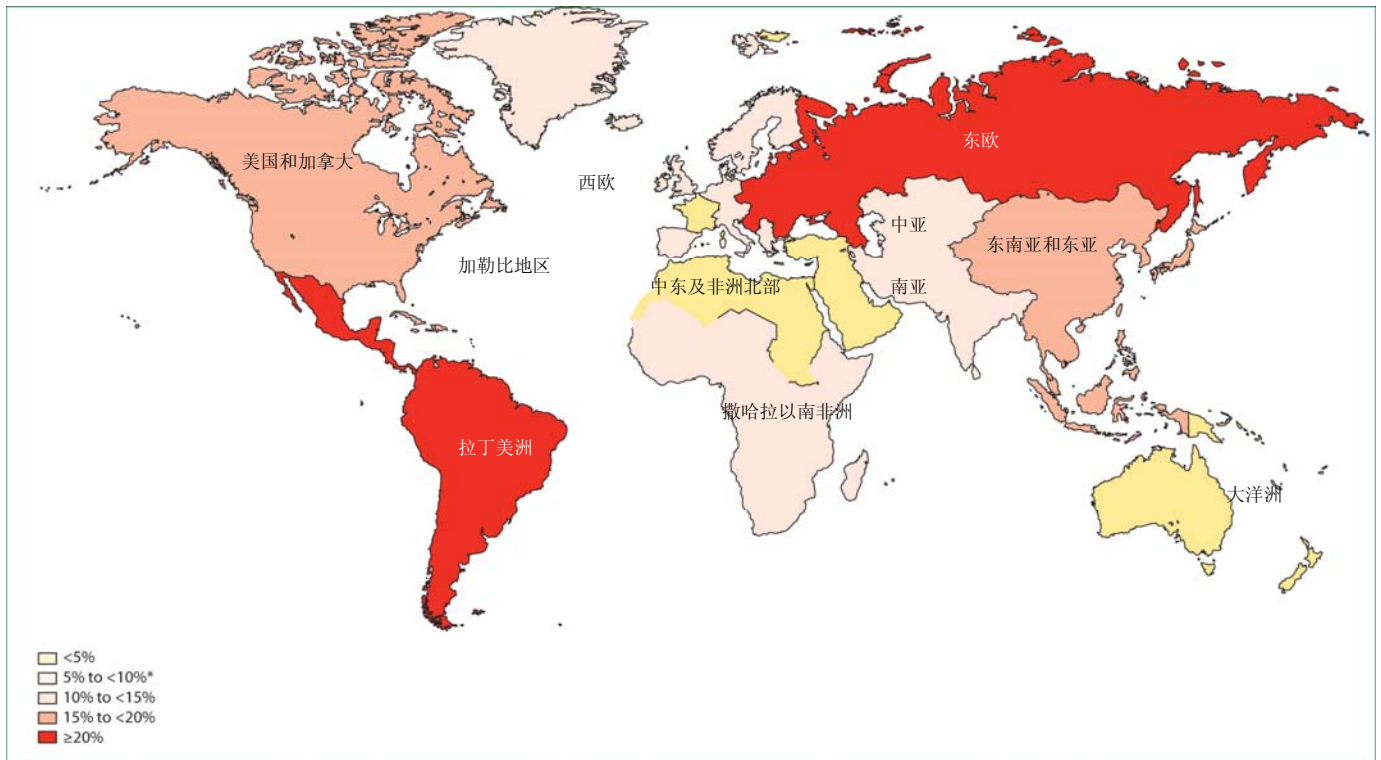 美国和加拿大
西欧
东欧
加勒比地区
中亚
东南亚和东亚
中东及非洲北部
南亚
撒哈拉以南非洲
拉丁美洲
大洋洲
<5%
5% to <10%*
10% to <15%
15% to <20%
≥20%